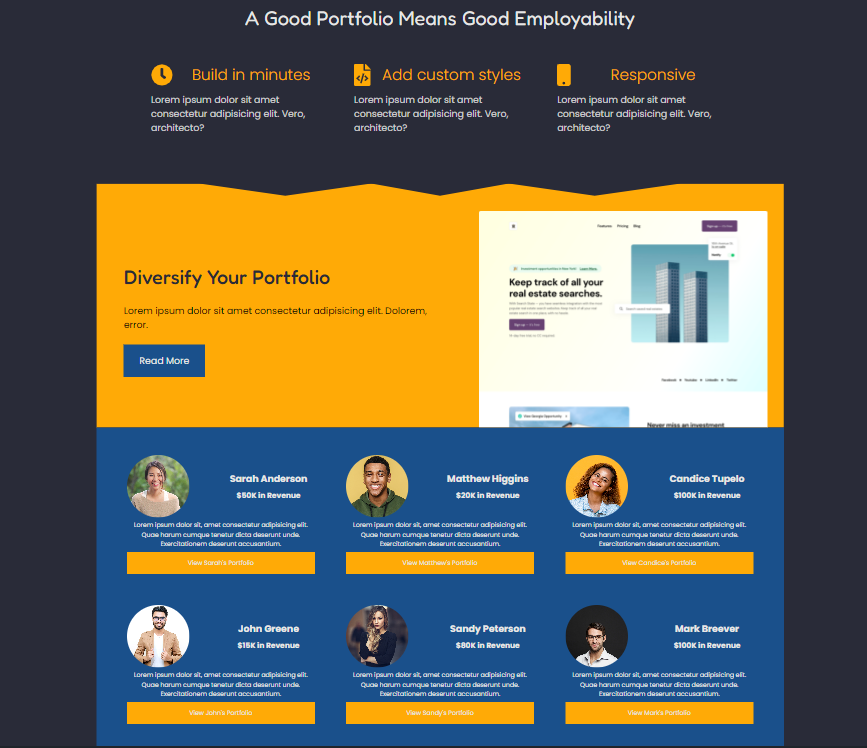 A Good Portfolio Means Good Employability
Build in minutes
Lorem ipsum dolor sit amet
consectetur adipisicing elit. Vero,
architecto?
Add custom styles
Lorem ipsum dolor sit amet
consectetur adipisicing elit. Vero,
architecto?
Responsive
Lorem ipsum dolor sit amet
consectetur adipisicing elit. Vero,
architecto?
Diversify Your Portfolio
Lorem ipsum dolor sit amet consectetur adipisicing elit. Dolorem,
error.
Read More
Features Pricing Blog
Sign up
Learn More
Keep track of all your
real estate searches.
Sign up
Facebook Youtube LinkedIn Twitter
Never miss an investment
Sarah Anderson
$50K in Revenue
Lorem ipsum dolor sit, amet consectetur adipisicing elit.
Quae harum cumque tenetur dicta deserunt unde.
Exercitationem deserunt accusantium.
View Sarah's Portfolio
Matthew Higgins
$20K in Revenue
Lorem ipsum dolor sit, amet consectetur adipisicing elit.
Quae harum cumque tenetur dicta deserunt unde.
Exercitationem deserunt accusantium.
View Matthew's Portfolio
Candice Tupelo
$100K in Revenue
Lorem ipsum dolor sit, amet consectetur adipisicing elit.
Quae harum cumque tenetur dicta deserunt unde.
Exercitationem deserunt accusantium.
View Candice's Portfolio
John Greene
$15K in Revenue
Lorem ipsum dolor sit, amet consectetur adipisicing elit.
Quae harum cumque tenetur dicta deserunt unde.
Exercitationem deserunt accusantium.
View John's Portfolio
Sandy Peterson
$80K in Revenue
Lorem ipsum dolor sit, amet consectetur adipisicing elit.
Quae harum cumque tenetur dicta deserunt unde.
Exercitationem deserunt accusantium.
View Sandy's Portfolio
Mark Breever
$100K in Revenue
Lorem ipsum dolor sit, amet consectetur adipisicing elit.
Quae harum cumque tenetur dicta deserunt unde.
Exercitationem deserunt accusantium.
View Mark's Portfolio